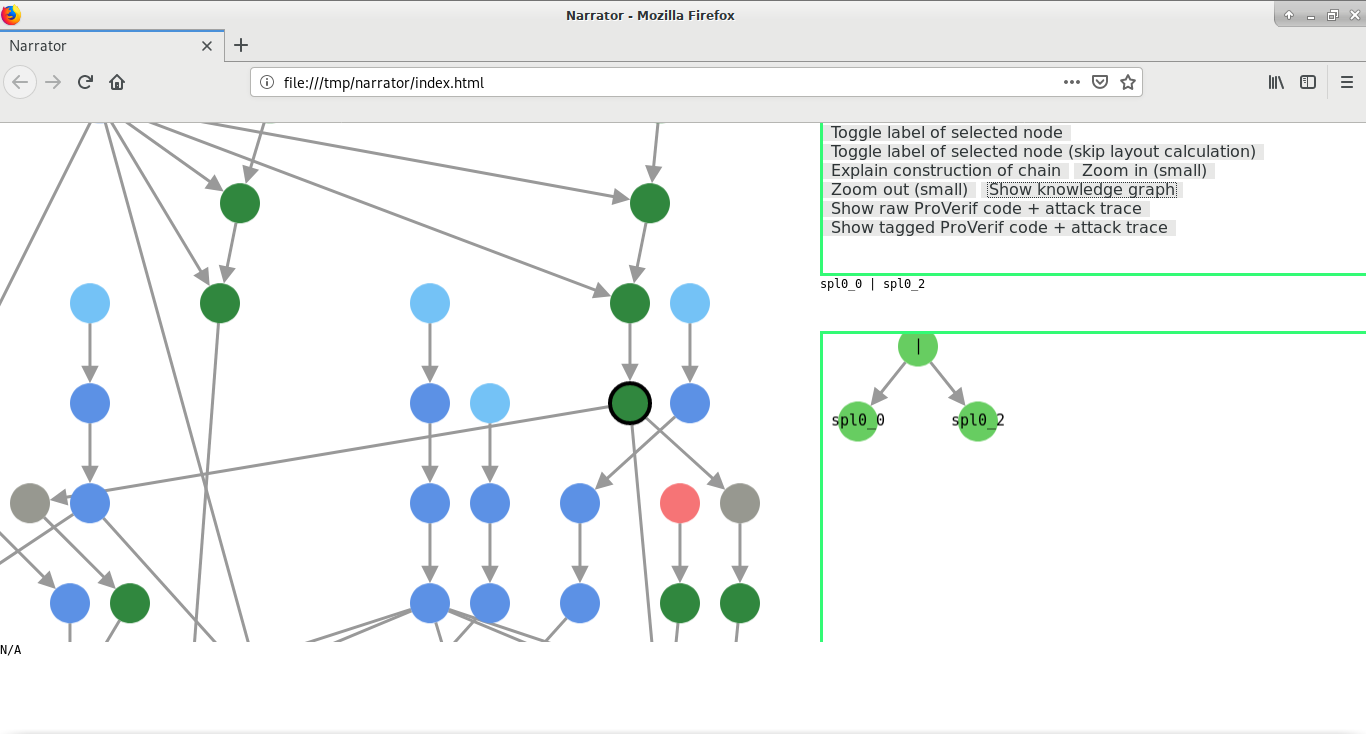 Narrator - Mozilla Firefox
Narrator
file:///tmp/narrator/index.html
Toggle label of selected node
Toggle label of selected node (skip layout calculation)
Explain construction of chain Zoom in (small)
Zoom out (small) Show knowledge graph
Show raw ProVerif code + attack trace
Show tagged ProVerif code + attack trace
spl0_0 | spl0_2
|
spl0_0 spl0_2
N/A